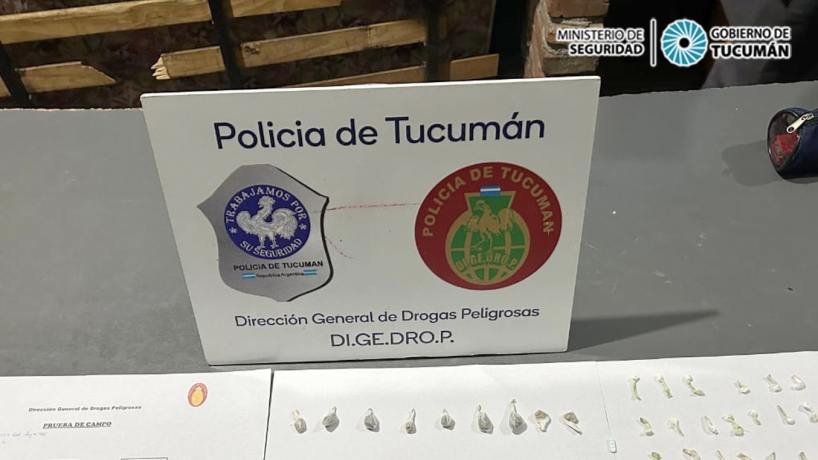 MINISTERIO DE
SEGURIDAD
GOBIERNO DE
TUCUMÁN
Policia de Tucumán
TRABAJAMOS POR
SU SEGURIDAD
POLICIA DE TUCUMAN
Republica Argentina
POLICIA DE TUCUMAN
DI.GE.DRO.P.
Dirección General de Drogas Peligrosas
DI.GE.DRO.P.
Dirección General de Drogas Peligrosas
PRUEBA DE CAMPO